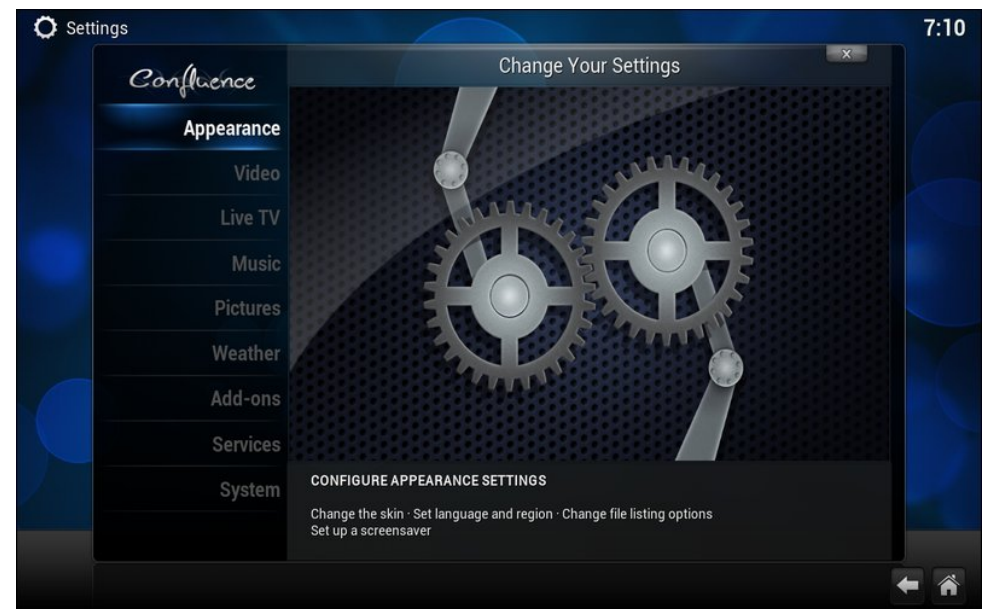 Settings
7:10
Confluence
Change Your Settings
x
Appearance
Video
Live TV
Music
Pictures
Weather
Add-ons
Services
System
CONFIGURE APPEARANCE SETTINGS
Change the skin · Set language and region · Change file listing options
Set up a screensaver